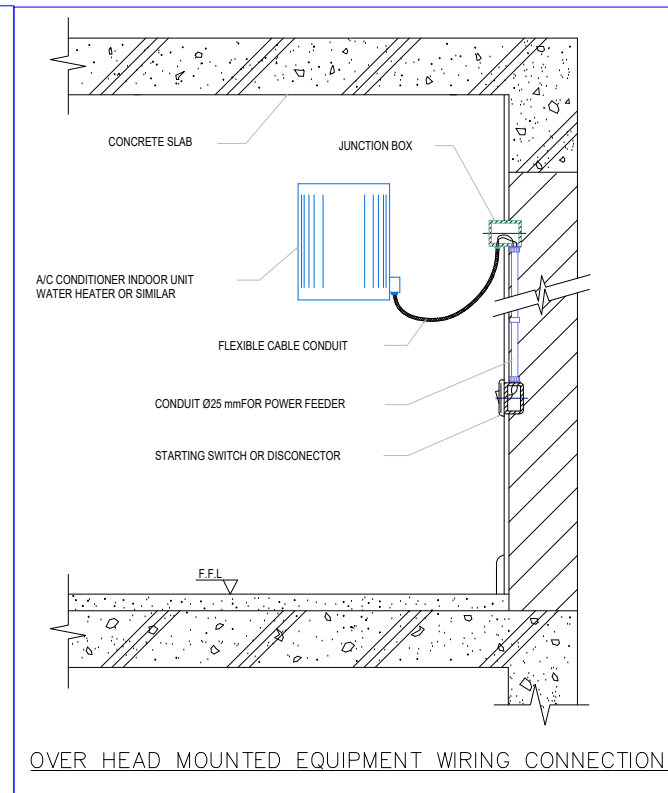 CONCRETE SLAB
JUNCTION BOX
A/C CONDITIONER INDOOR UNIT
WATER HEATER OR SIMILAR
FLEXIBLE CABLE CONDUIT
CONDUIT Ø25 mmFOR POWER FEEDER
STARTING SWITCH OR DISCONECTOR
F.F.L
OVER HEAD MOUNTED EQUIPMENT WIRING CONNECTION